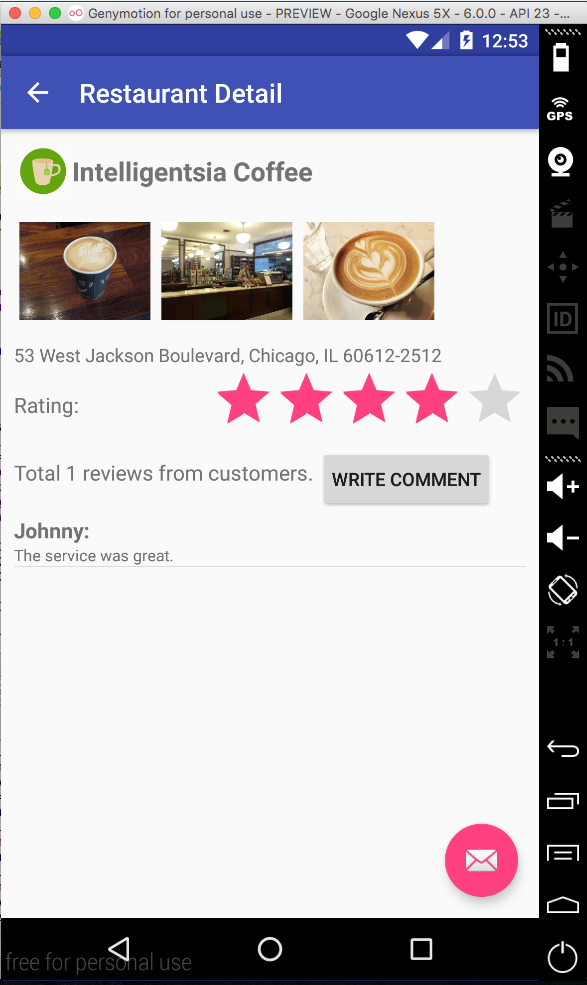 Genymotion for personal use - PREVIEW - Google Nexus 5X - 6.0.0 - API 23 -...
12:53
Restaurant Detail
GPS
Intelligentsia Coffee
ID
53 West Jackson Boulevard, Chicago, IL 60612-2512
Rating:
Total 1 reviews from customers.
WRITE COMMENT
Johnny:
The service was great.
1:1
free for personal use